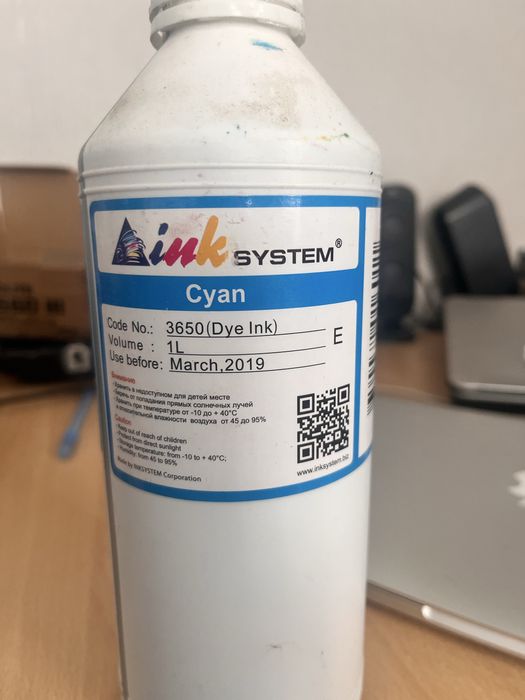 ink SYSTEM®
Cyan
Code No.: 3650(Dye Ink)
Volume : 1L
E
Use before: March,2019
Внимание
- Хранить в недоступном для детей месте
- Беречь от попадания прямых солнечных лучей
- Хранить при температуре от -10 до + 40°C
и относительной влажности воздуха от 45 до 95%
Caution
- Keep out of reach of children
- Protect from direct sunlight
- Storage temperature: from -10 to + 40°C;
- Humidity: from 45 to 95%
Made by INKSYSTEM Corporation
www.inksystem.biz